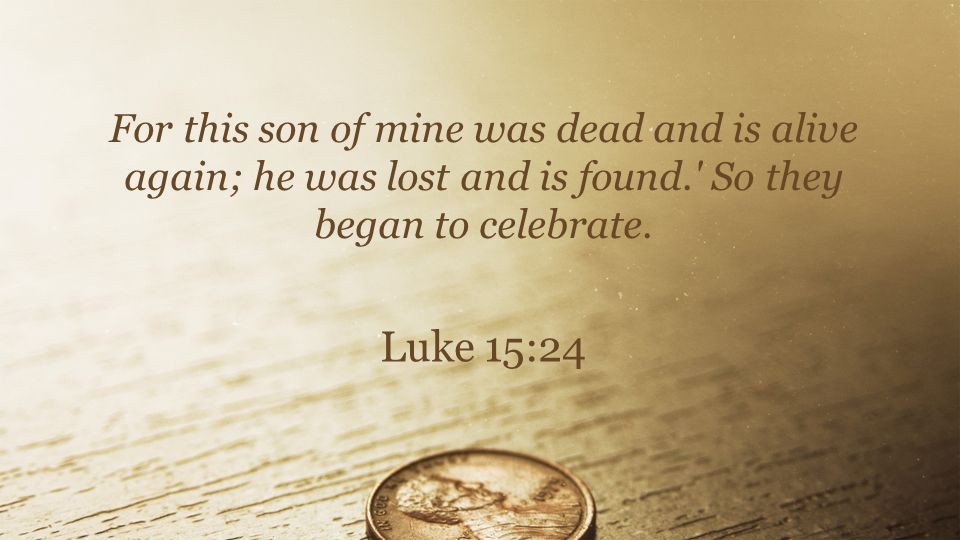 For this son of mine was dead and is alive
again; he was lost and is found.' So they
began to celebrate.
Luke 15:24